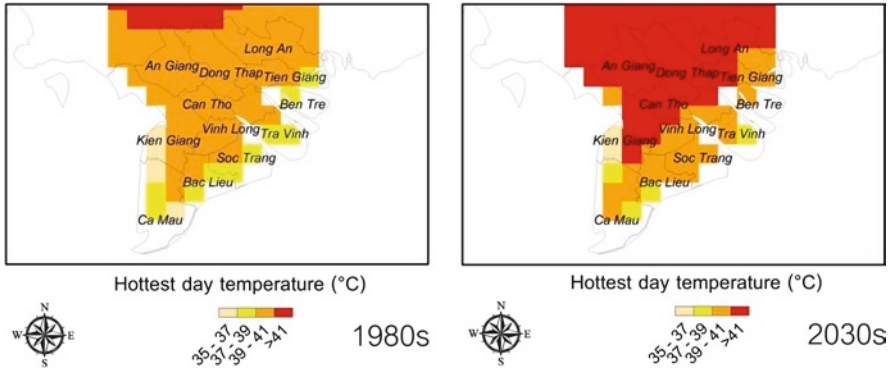 Long An
An Giang
Dong Thap
Tien Giang
Can Tho
Ben Tre
Vinh Long
Tra Vinh
Kien Giang
Soc Trang
Bac Lieu
Ca Mau
Hottest day temperature (°C)
N
W E
S
35 - 37
37 - 39
39 - 41
>41
1980s
Long An
An Giang
Dong Thap
Tien Giang
Can Tho
Ben Tre
Vinh Long
Tra Vinh
Kien Giang
Soc Trang
Bac Lieu
Ca Mau
Hottest day temperature (°C)
N
W E
S
35 - 37
37 - 39
39 - 41
>41
2030s